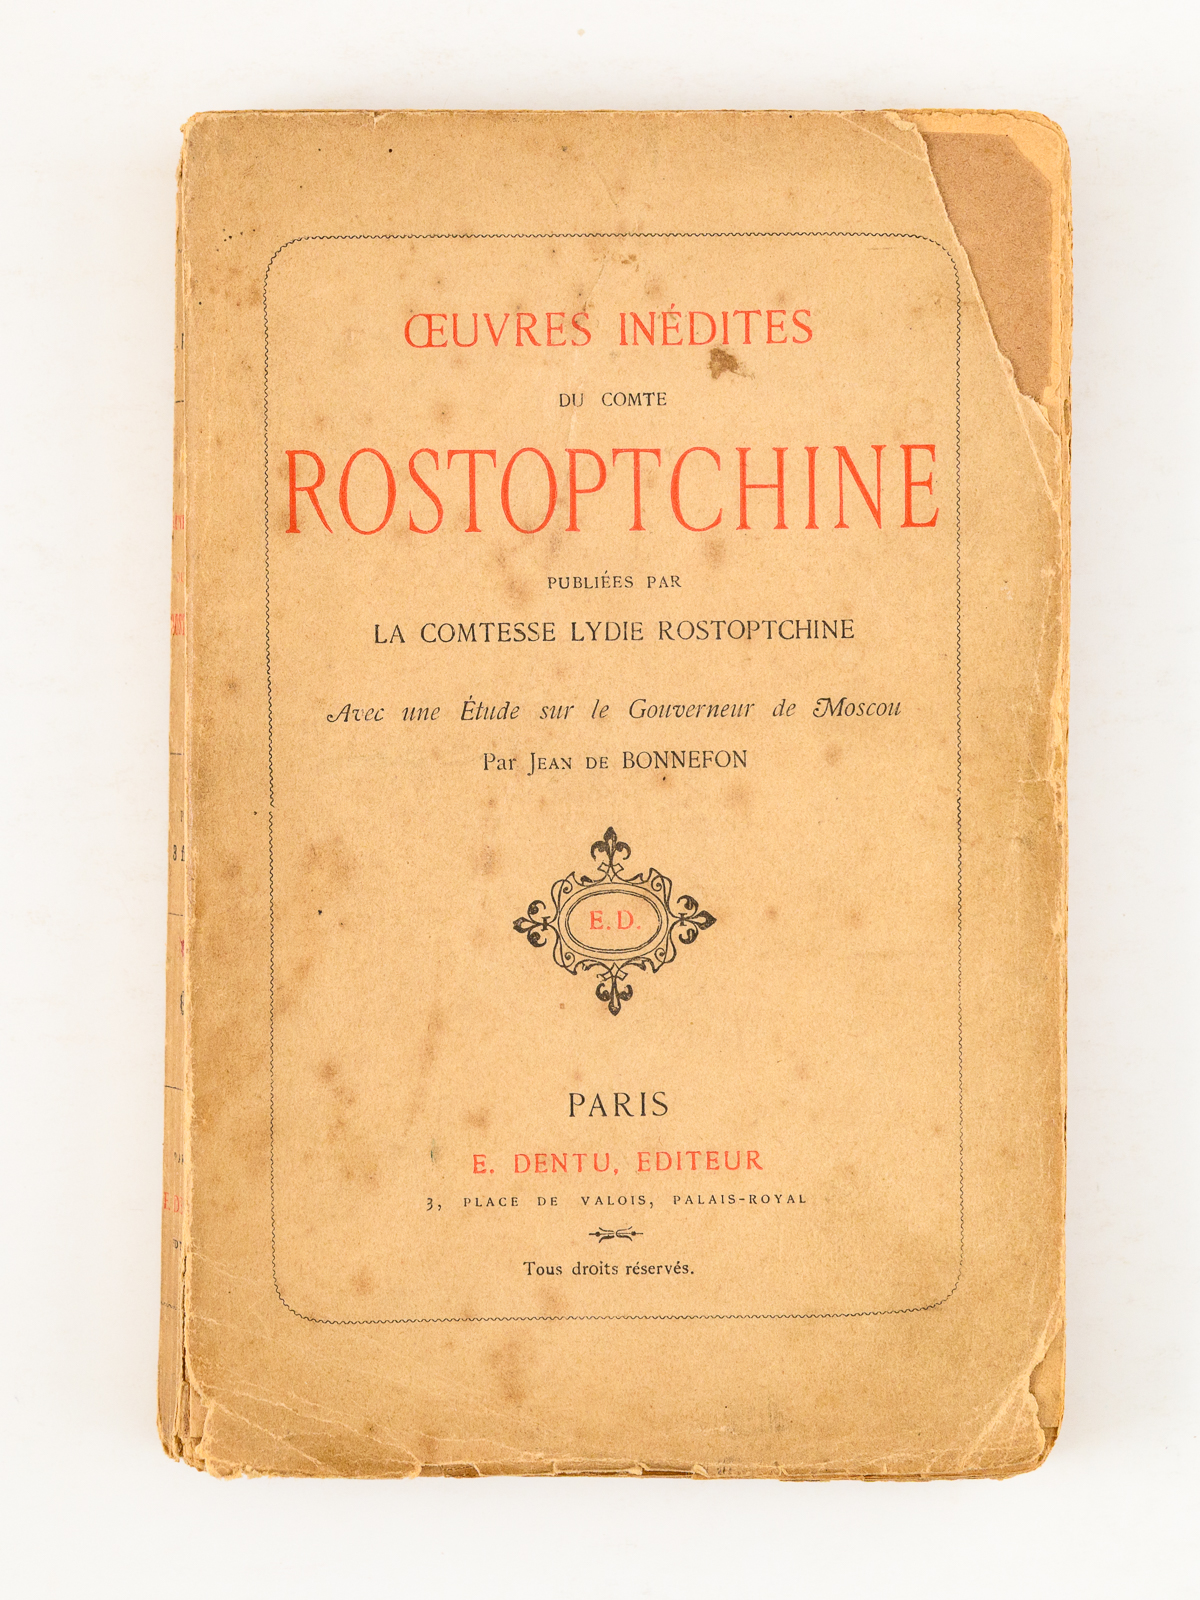 ŒUVRES INÉDITES
DU COMTE
ROSTOPTCHINE
PUBLIÉES PAR
LA COMTESSE LYDIE ROSTOPTCHINE
Avec une Étude sur le Gouverneur de Moscou
Par JEAN DE BONNEFON
E. D.
PARIS
E. DENTU, EDITEUR
3, PLACE DE VALOIS, PALAIS-ROYAL
Tous droits réservés.